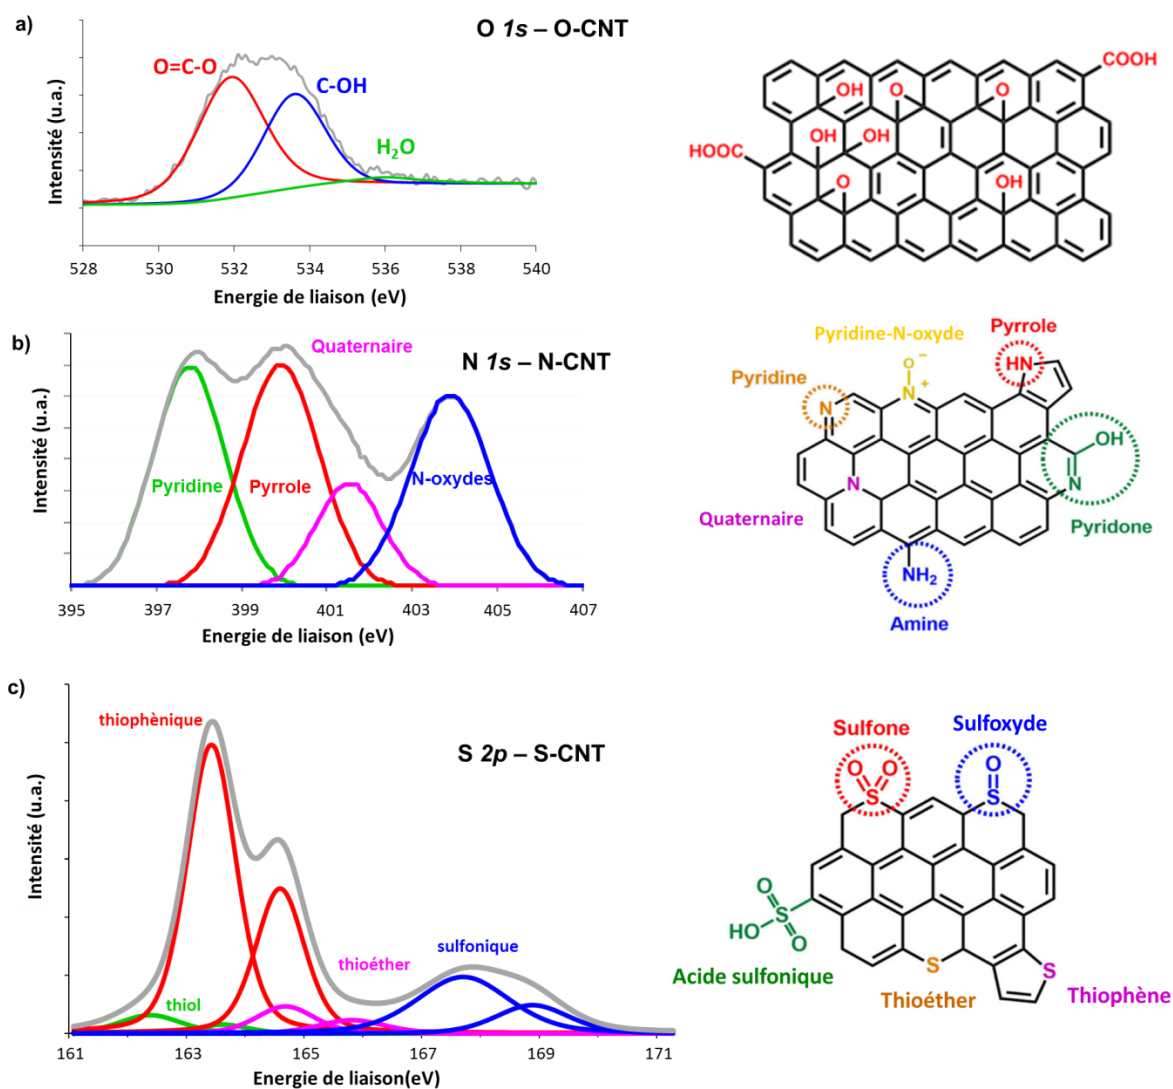 a)
O 1s – O-CNT
O=C-O
C-OH
H₂O
Intensité (u.a.)
528 530 532 534 536 538 540
Energie de liaison (eV)
COOH
OH
O
O
OH
OH
HOOC
O
OH
b)
N 1s – N-CNT
Quaternaire
Pyridine
Pyrrole
N-oxydes
Intensité (u.a.)
395 397 399 401 403 405 407
Energie de liaison (eV)
Pyridine-N-oxyde
Pyrrole
O⁻
HN
Pyridine
N
N⁺
OH
N
N
Quaternaire
Pyridone
NH₂
Amine
c)
S 2p – S-CNT
thiophènique
thiol
thioéther
sulfonique
Intensité (u.a.)
161 163 165 167 169 171
Energie de liaison(eV)
Sulfone
Sulfoxyde
O O
O
S
S
O
S
HO
O
S
S
Acide sulfonique
Thioéther
Thiophène